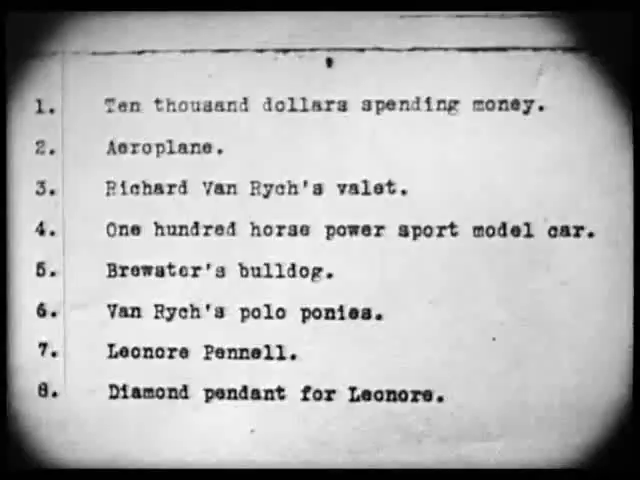 1. Ten thousand dollars spending money.
2. Aeroplane.
3. Richard Van Rych's valet.
4. One hundred horse power sport model car.
5. Brewster's bulldog.
6. Van Rych's polo ponies.
7. Leonore Pennell.
8. Diamond pendant for Leonore.